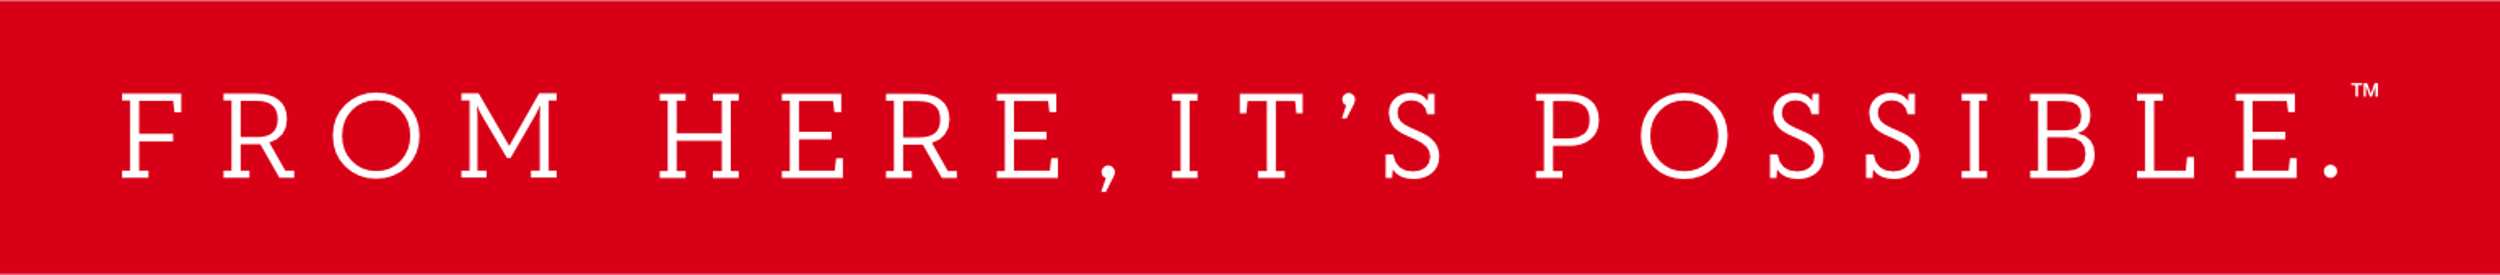 FROM HERE, IT’S POSSIBLE.™